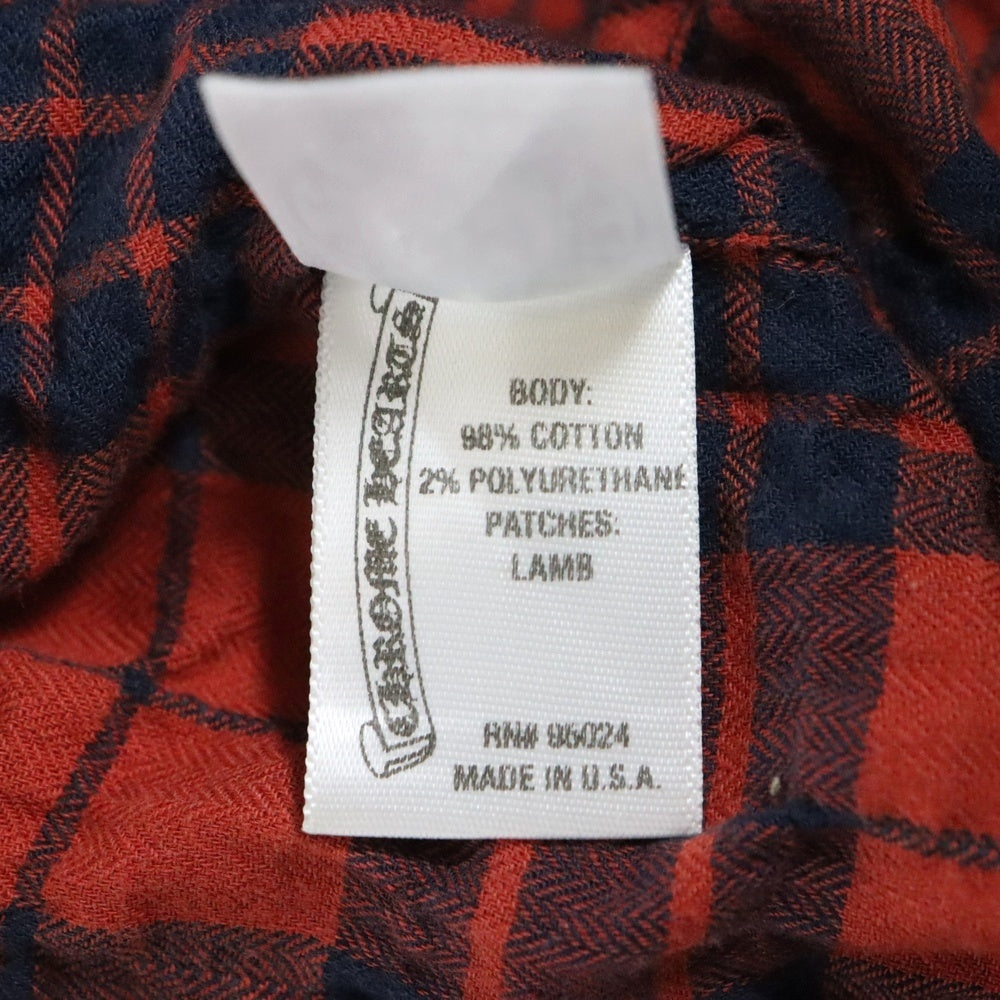 CHROME HEARTS
BODY:
98% COTTON
2% POLYURETHANE
PATCHES:
LAMB
RN# 95024
MADE IN U.S.A.